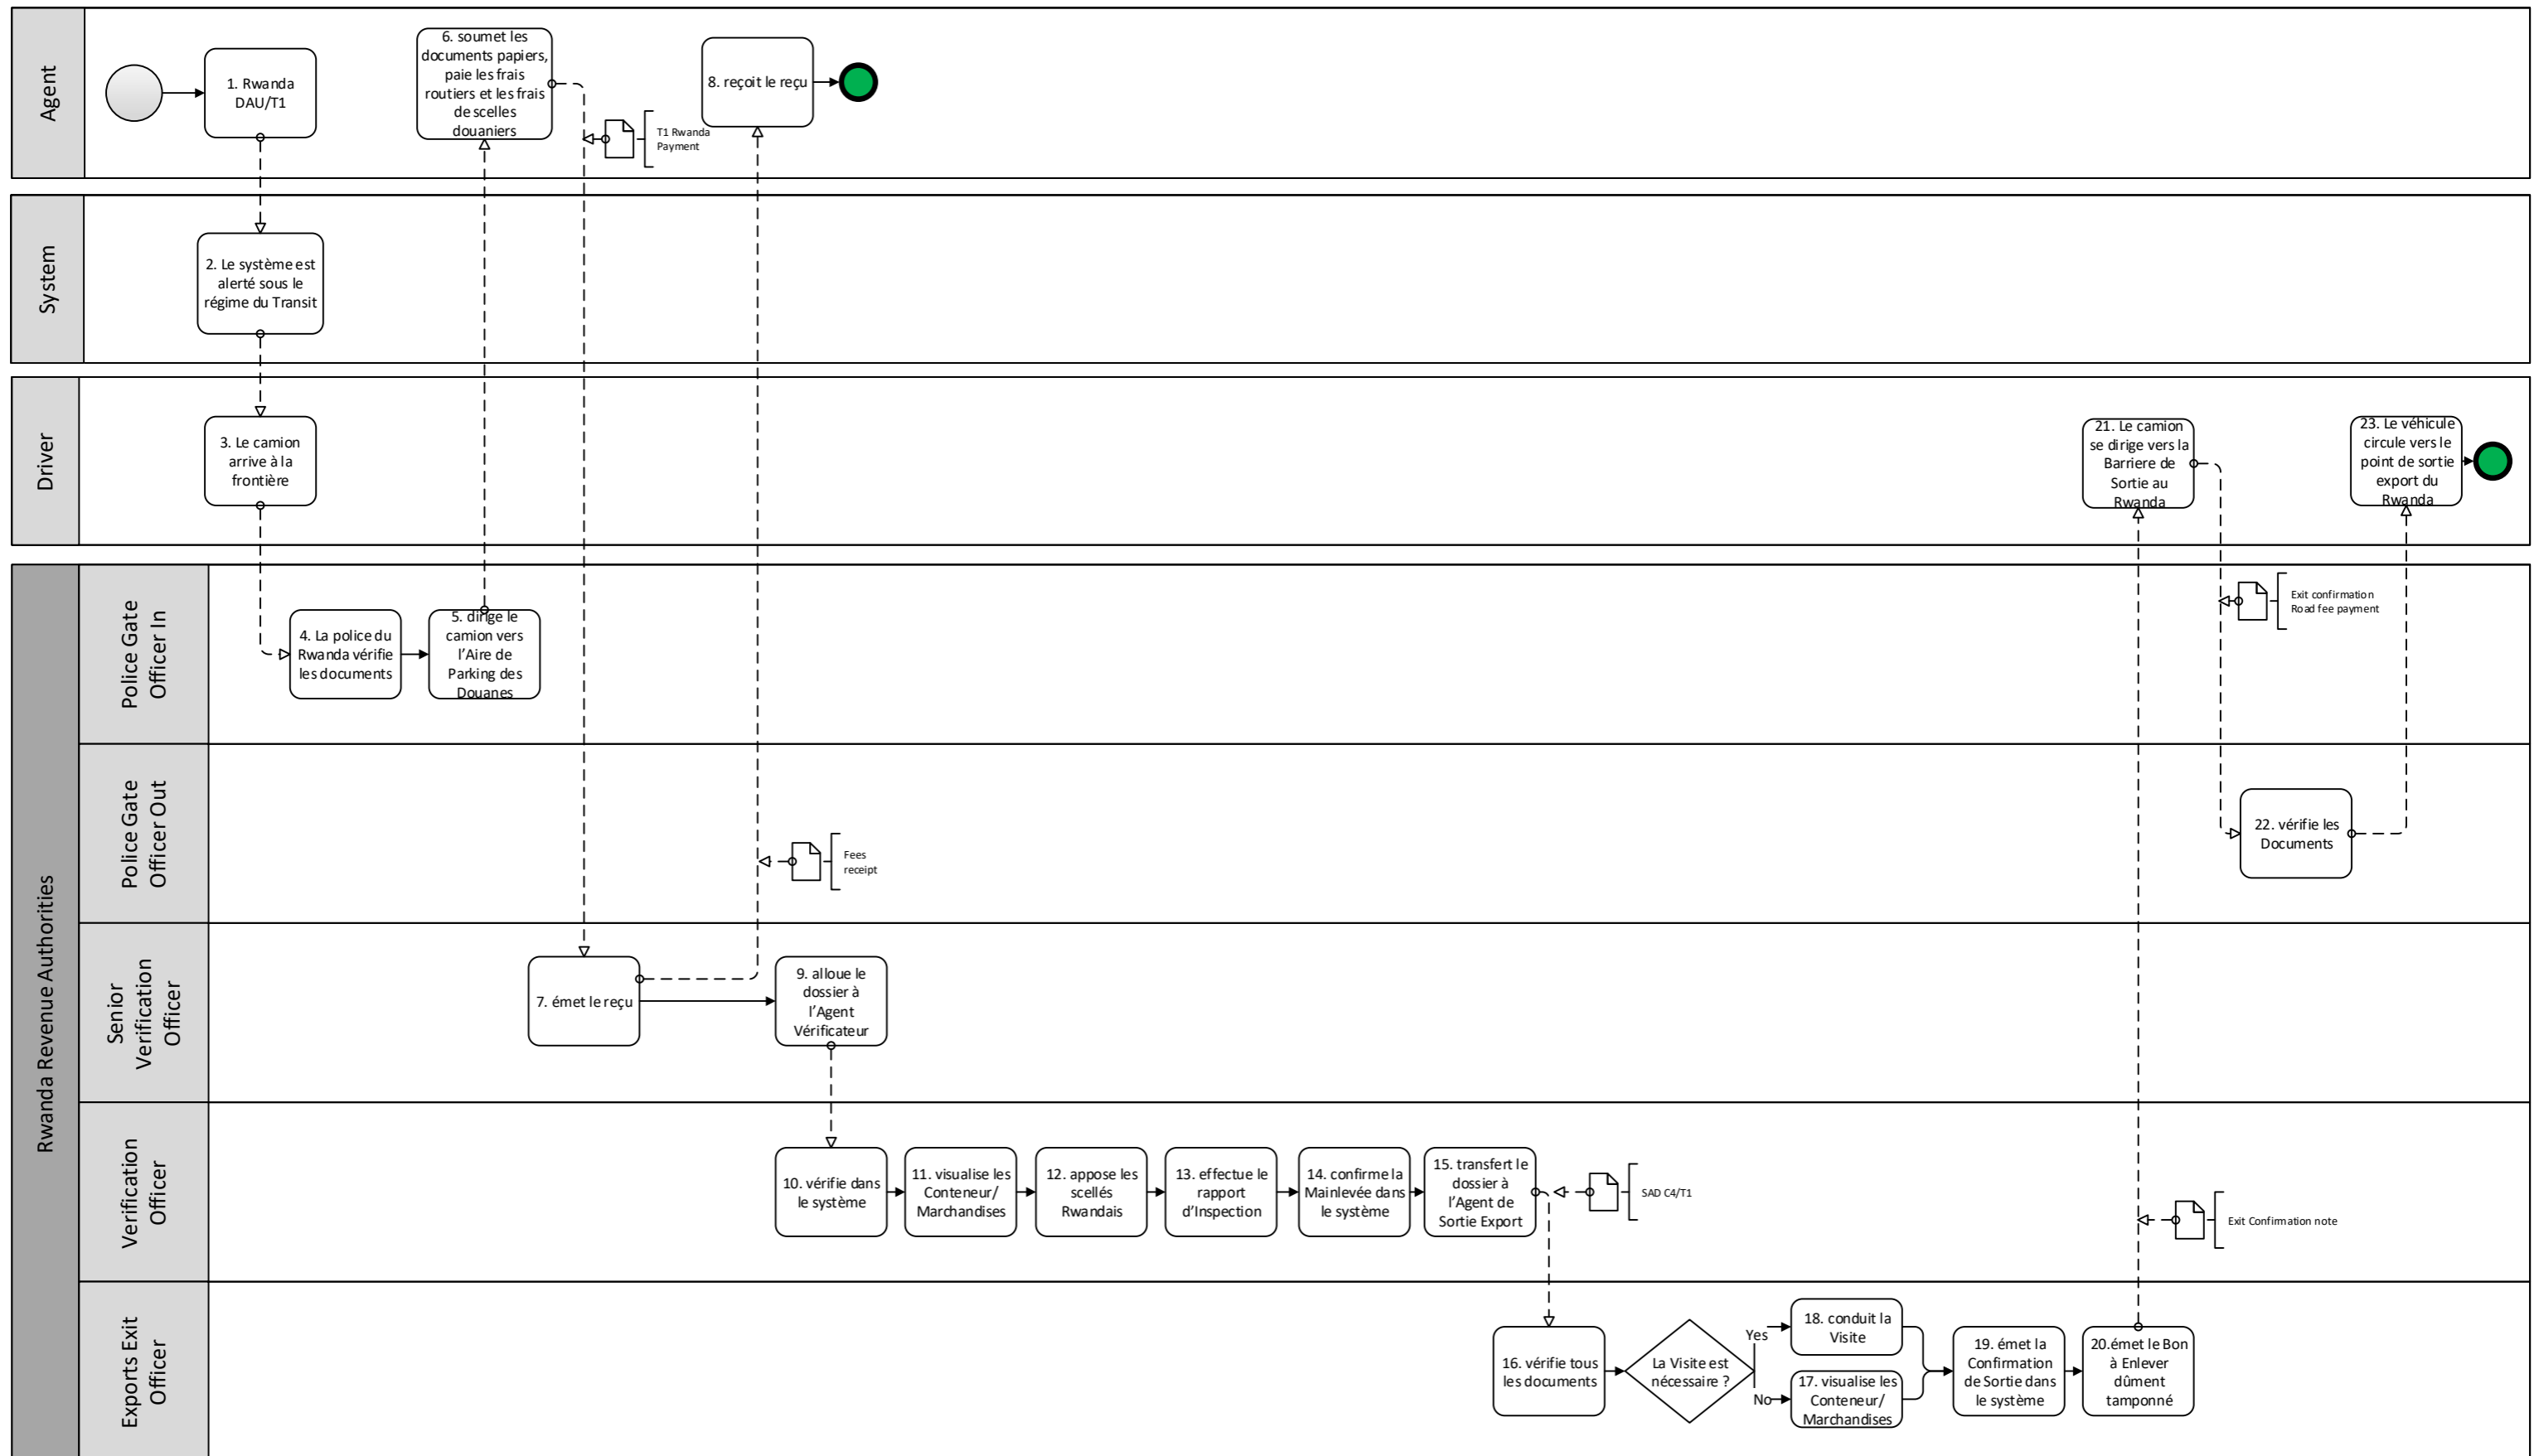 Agent
1. Rwanda
DAU/T1
6. soumet les
documents papiers,
paie les frais
routiers et les frais
de scelles
douaniers
T1 Rwanda
Payment
8. reçoit le reçu
System
2. Le système est
alerté sous le
régime du Transit
Driver
3. Le camion
arrive à la
frontière
21. Le camion
se dirige vers la
Barriere de
Sortie au
Rwanda
23. Le véhicule
circule vers le
point de sortie
export du
Rwanda
Rwanda Revenue Authorities
Police Gate
Officer In
4. La police du
Rwanda vérifie
les documents
5. dirige le
camion vers
l’Aire de
Parking des
Douanes
Exit confirmation
Road fee payment
Police Gate
Officer Out
Fees
receipt
22. vérifie les
Documents
Senior
Verification
Officer
7. émet le reçu
9. alloue le
dossier à
l’Agent
Vérificateur
Verification
Officer
10. vérifie dans
le système
11. visualise les
Conteneur/
Marchandises
12. appose les
scellés
Rwandais
13. effectue le
rapport
d’Inspection
14. confirme la
Mainlevée dans
le système
15. transfert le
dossier à
l’Agent de
Sortie Export
SAD C4/T1
Exit Confirmation note
Exports Exit
Officer
16. vérifie tous
les documents
La Visite est
nécessaire ?
Yes
No
18. conduit la
Visite
17. visualise les
Conteneur/
Marchandises
19. émet la
Confirmation
de Sortie dans
le système
20.émet le Bon
à Enlever
dûment
tamponné